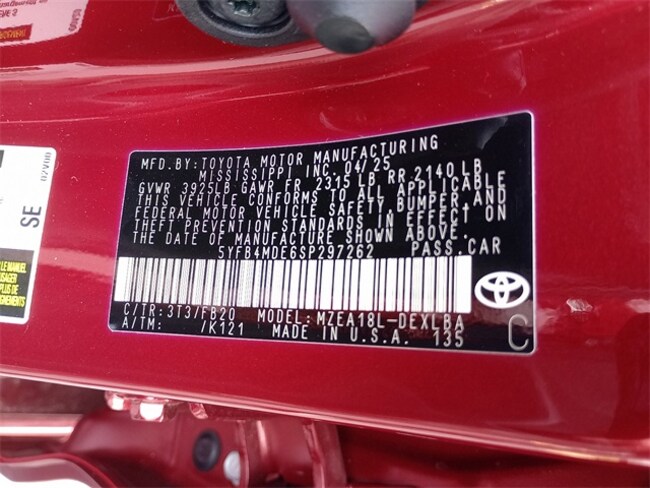 MFD. BY: TOYOTA MOTOR MANUFACTURING
MISSISSIPPI INC. 04/25
GVWR 3925LB GAWR FR 2315 LB RR 2140 LB
THIS VEHICLE CONFORMS TO ALL APPLICABLE
FEDERAL MOTOR VEHICLE SAFETY, BUMPER AND
THEFT PREVENTION STANDARDS IN EFFECT ON
THE DATE OF MANUFACTURE SHOWN ABOVE.
5YFB4MDE6SP297262 PASS. CAR
C/TR: 3T3/FB20 MODEL: MZEA18L-DEXLBA
A/TM: /K121 MADE IN U.S.A. 135
C
SE
02V00
LE MANUEL